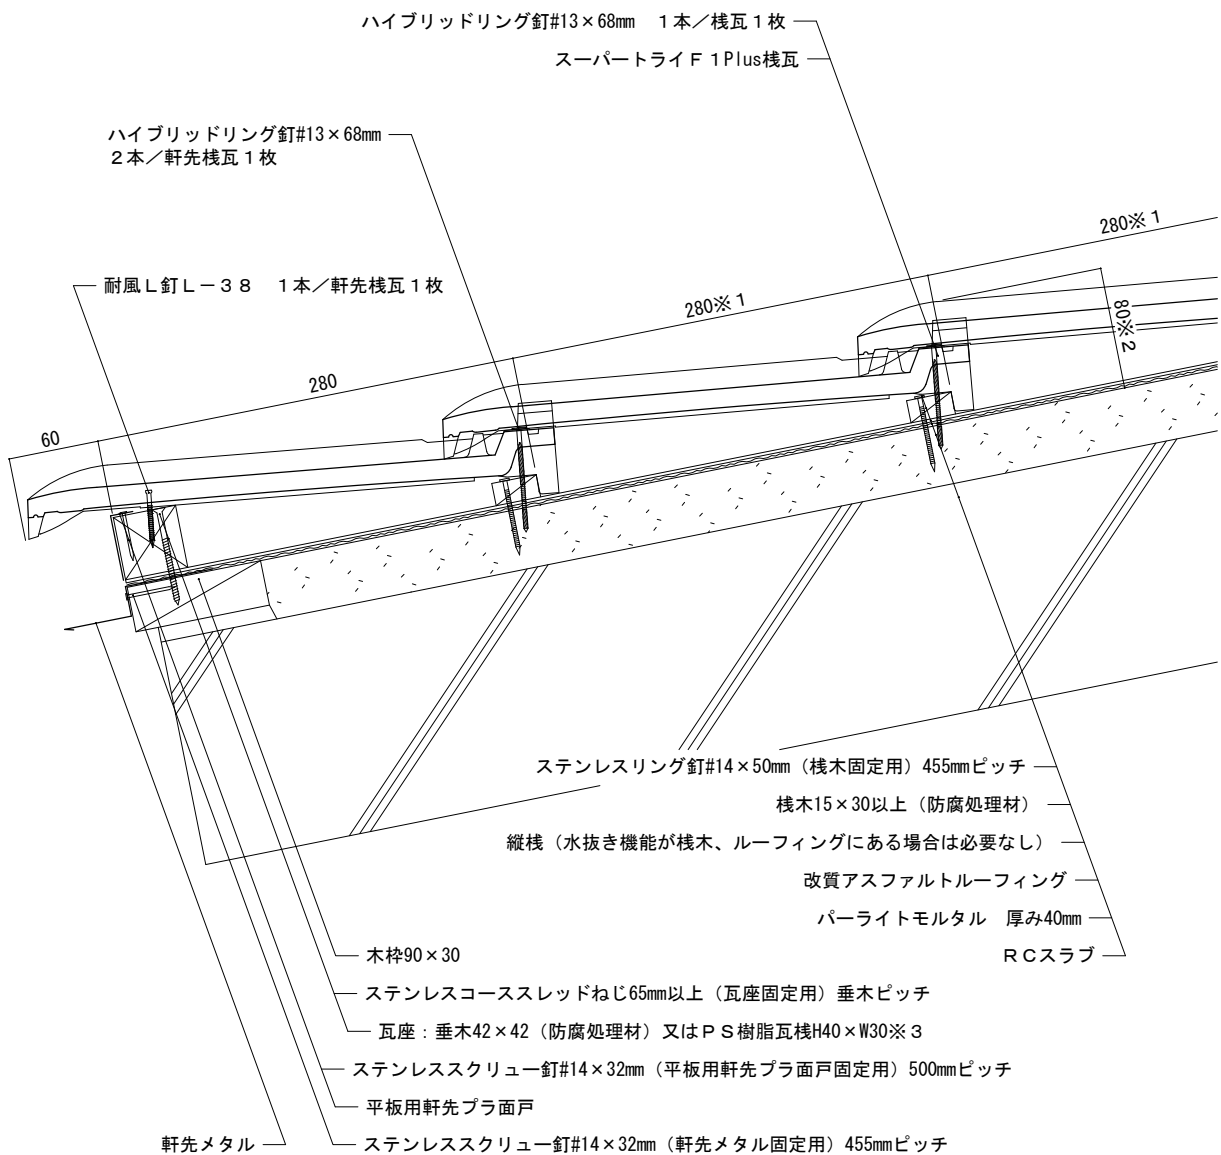 ハイブリッドリング釘#13×68mm　１本／桟瓦１枚
スーパートライＦ１Plus桟瓦
ハイブリッドリング釘#13×68mm
２本／軒先桟瓦１枚
耐風Ｌ釘Ｌ－３８　１本／軒先桟瓦１枚
280※１
280※１
80※２
280
60
ステンレスリング釘#14×50mm（桟木固定用）455mmピッチ
桟木15×30以上（防腐処理材）
縦桟（水抜き機能が桟木、ルーフィングにある場合は必要なし）
改質アスファルトルーフィング
パーライトモルタル　厚み40mm
ＲＣスラブ
木枠90×30
ステンレスコーススレッドねじ65mm以上（瓦座固定用）垂木ピッチ
瓦座：垂木42×42（防腐処理材）又はＰＳ樹脂瓦桟H40×W30※３
ステンレススクリュー釘#14×32mm（平板用軒先プラ面戸固定用）500mmピッチ
平板用軒先プラ面戸
軒先メタル
ステンレススクリュー釘#14×32mm（軒先メタル固定用）455mmピッチ